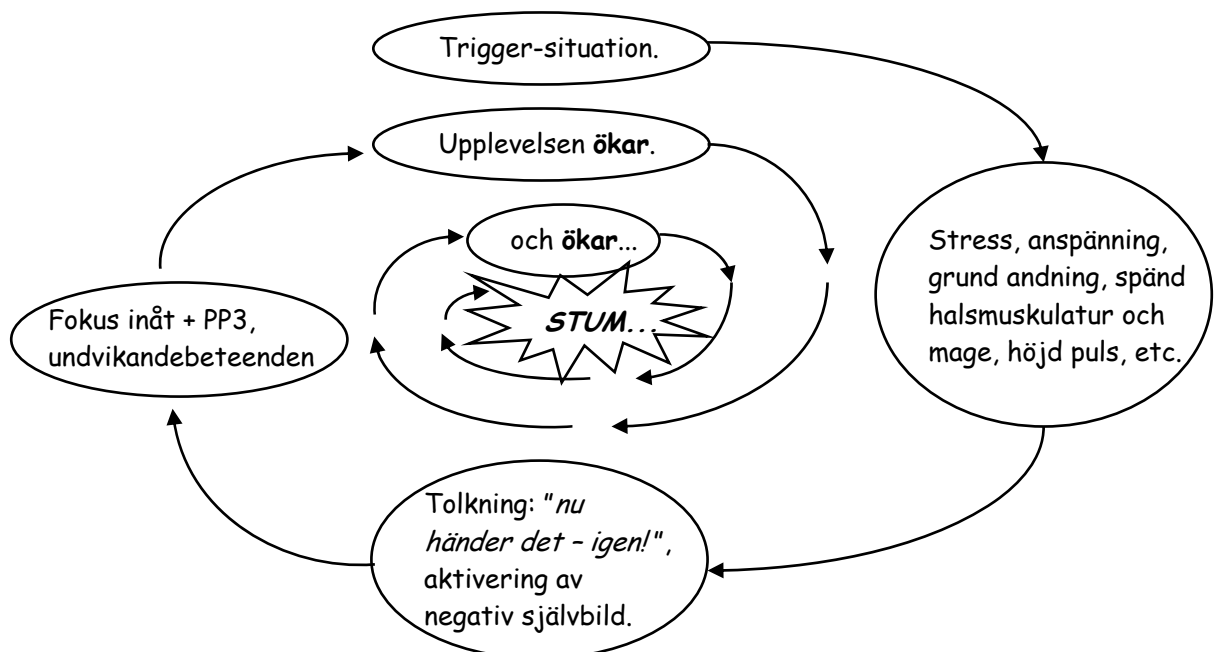 Trigger-situation.
Upplevelsen ökar.
och ökar...
STUM...
Stress, anspänning,
grund andning, spänd
halsmuskulatur och
mage, höjd puls, etc.
Tolkning: "nu
händer det – igen!",
aktivering av
negativ självbild.
Fokus inåt + PP3,
undvikandebeteenden